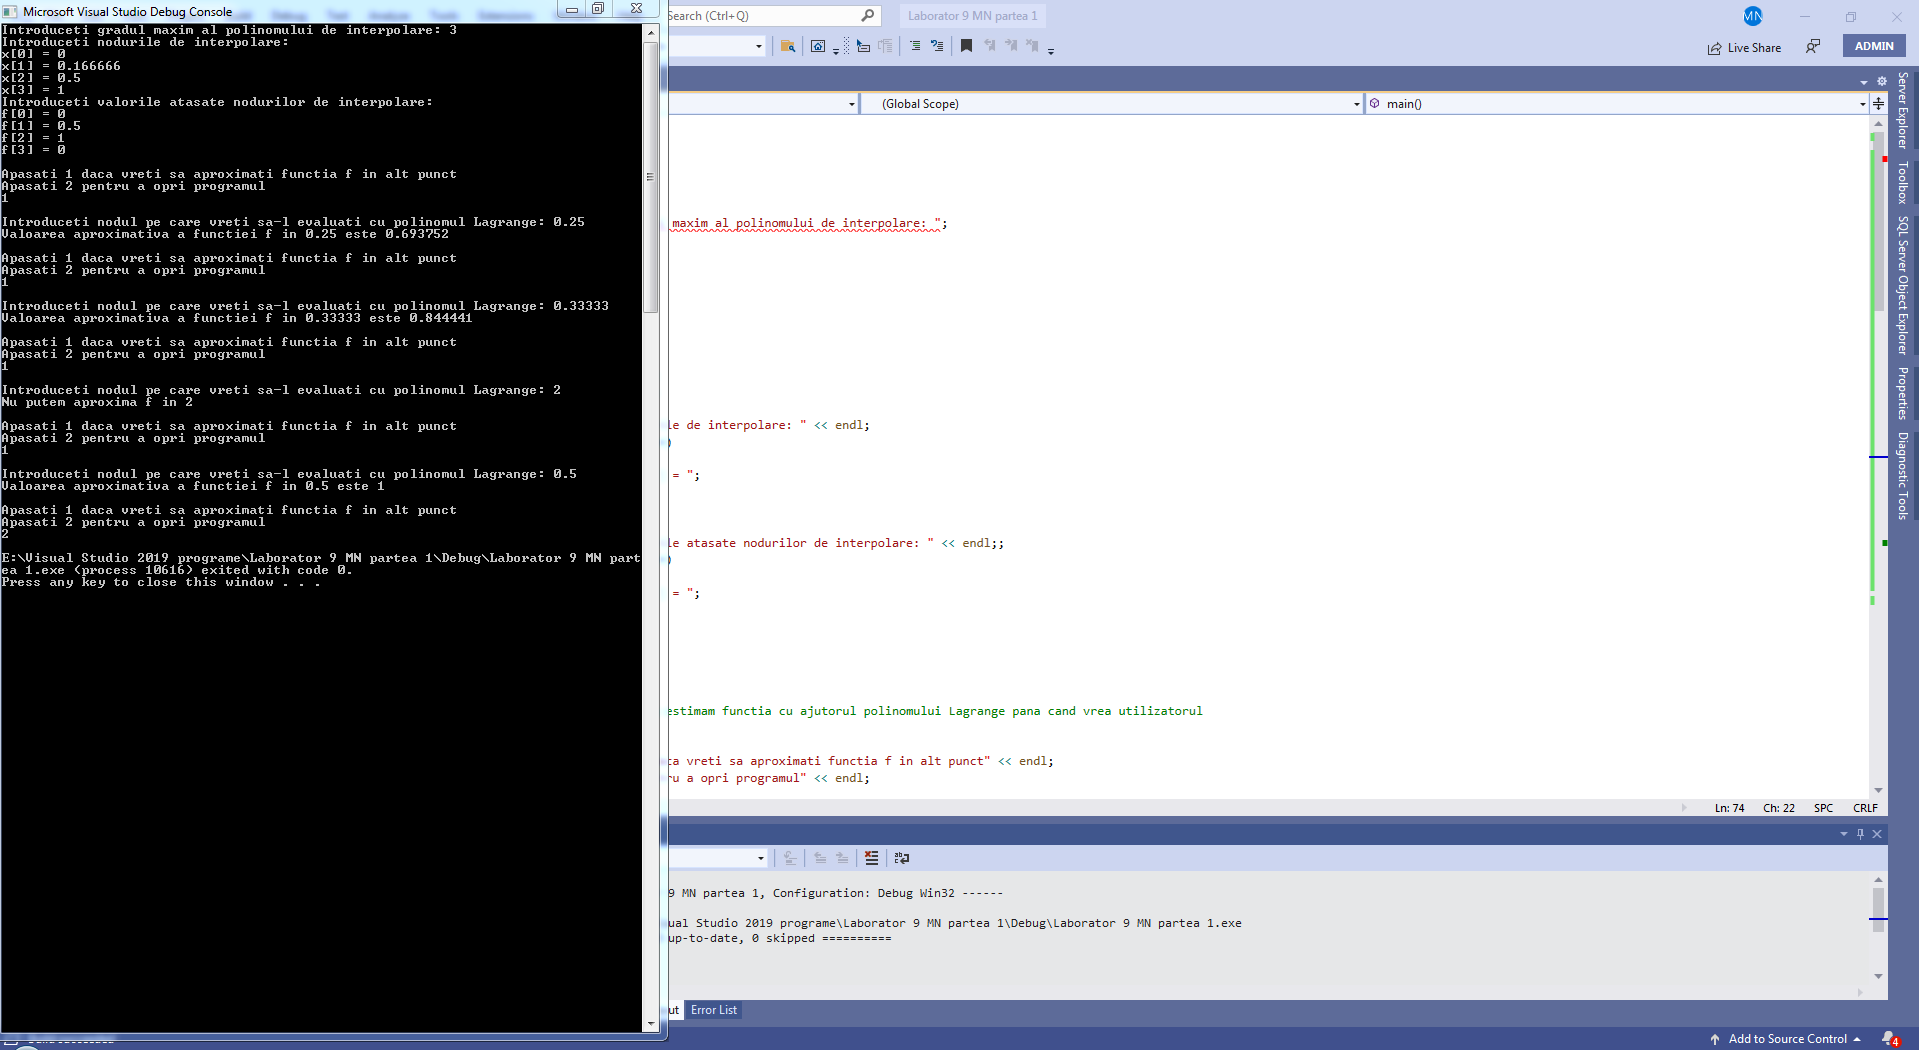 Microsoft Visual Studio Debug Console
Introduceti gradul maxim al polinomului de interpolare: 3
Introduceti nodurile de interpolare:
x[0] = 0
x[1] = 0.166666
x[2] = 0.5
x[3] = 1
Introduceti valorile atasate nodurilor de interpolare:
f[0] = 0
f[1] = 0.5
f[2] = 1
f[3] = 0
Apasati 1 daca vreti sa aproximati functia f in alt punct
Apasati 2 pentru a opri programul
1
Introduceti nodul pe care vreti sa-l evaluati cu polinomul Lagrange: 0.25
Valoarea aproximativa a functiei f in 0.25 este 0.693752
Apasati 1 daca vreti sa aproximati functia f in alt punct
Apasati 2 pentru a opri programul
1
Introduceti nodul pe care vreti sa-l evaluati cu polinomul Lagrange: 0.33333
Valoarea aproximativa a functiei f in 0.33333 este 0.844441
Apasati 1 daca vreti sa aproximati functia f in alt punct
Apasati 2 pentru a opri programul
1
Introduceti nodul pe care vreti sa-l evaluati cu polinomul Lagrange: 2
Nu putem aproxima f in 2
Apasati 1 daca vreti sa aproximati functia f in alt punct
Apasati 2 pentru a opri programul
1
Introduceti nodul pe care vreti sa-l evaluati cu polinomul Lagrange: 0.5
Valoarea aproximativa a functiei f in 0.5 este 1
Apasati 1 daca vreti sa aproximati functia f in alt punct
Apasati 2 pentru a opri programul
2
E:\Visual Studio 2019 programe\Laborator 9 MN partea 1\Debug\Laborator 9 MN part
ea 1.exe (process 10616) exited with code 0.
Press any key to close this window . . .
Search (Ctrl+Q)
Laborator 9 MN partea 1
MN
Live Share
ADMIN
(Global Scope)
main()
maxim al polinomului de interpolare: ";
le de interpolare: " << endl;
)
= ";
le atasate nodurilor de interpolare: " << endl;;
)
= ";
estimam functia cu ajutorul polinomului Lagrange pana cand vrea utilizatorul
ca vreti sa aproximati functia f in alt punct" << endl;
ru a opri programul" << endl;
Ln: 74 Ch: 22 SPC CRLF
9 MN partea 1, Configuration: Debug Win32 ------
ual Studio 2019 programe\Laborator 9 MN partea 1\Debug\Laborator 9 MN partea 1.exe
up-to-date, 0 skipped ==========
ut
Error List
Add to Source Control
4
Server Explorer
Toolbox
SQL Server Object Explorer
Properties
Diagnostic Tools